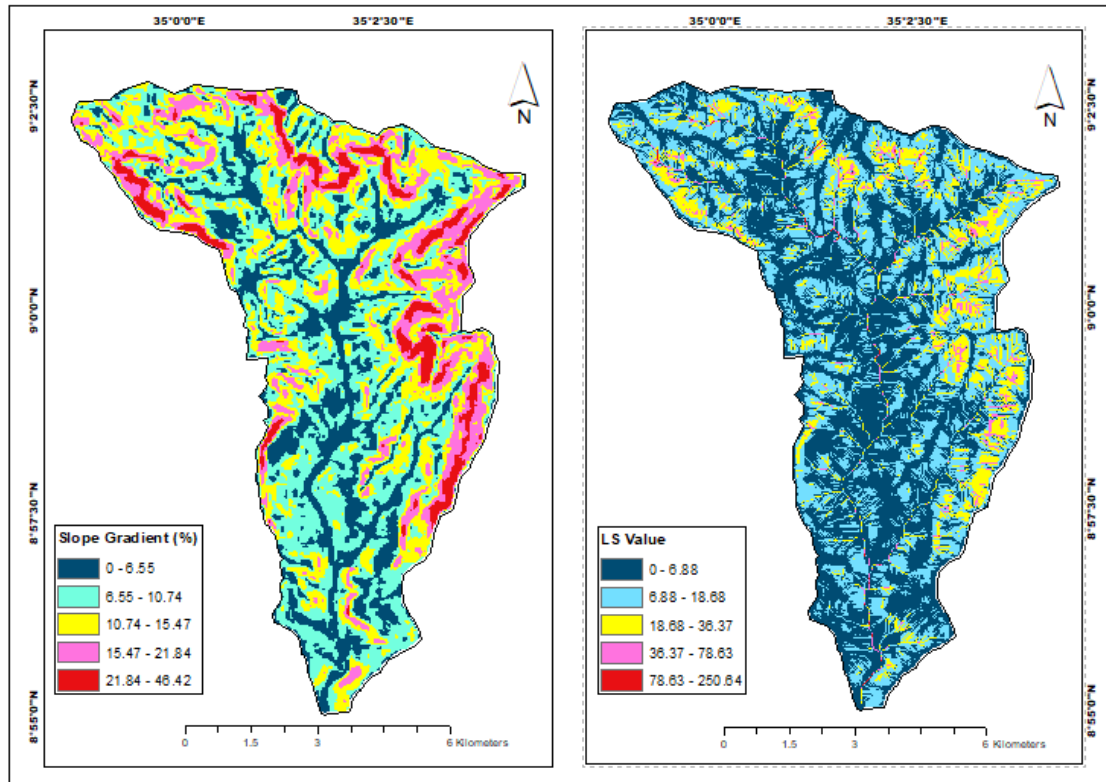 35°0'0"E
35°2'30"E
9°2'30"N
9°0'0"N
8°57'30"N
8°55'0"N
N
Slope Gradient (%)
0 - 6.55
6.55 - 10.74
10.74 - 15.47
15.47 - 21.84
21.84 - 46.42
0 1.5 3 6 Kilometers
35°0'0"E
35°2'30"E
9°2'30"N
9°0'0"N
8°57'30"N
8°55'0"N
N
LS Value
0 - 6.88
6.88 - 18.68
18.68 - 36.37
36.37 - 78.63
78.63 - 250.64
0 1.5 3 6 Kilometers